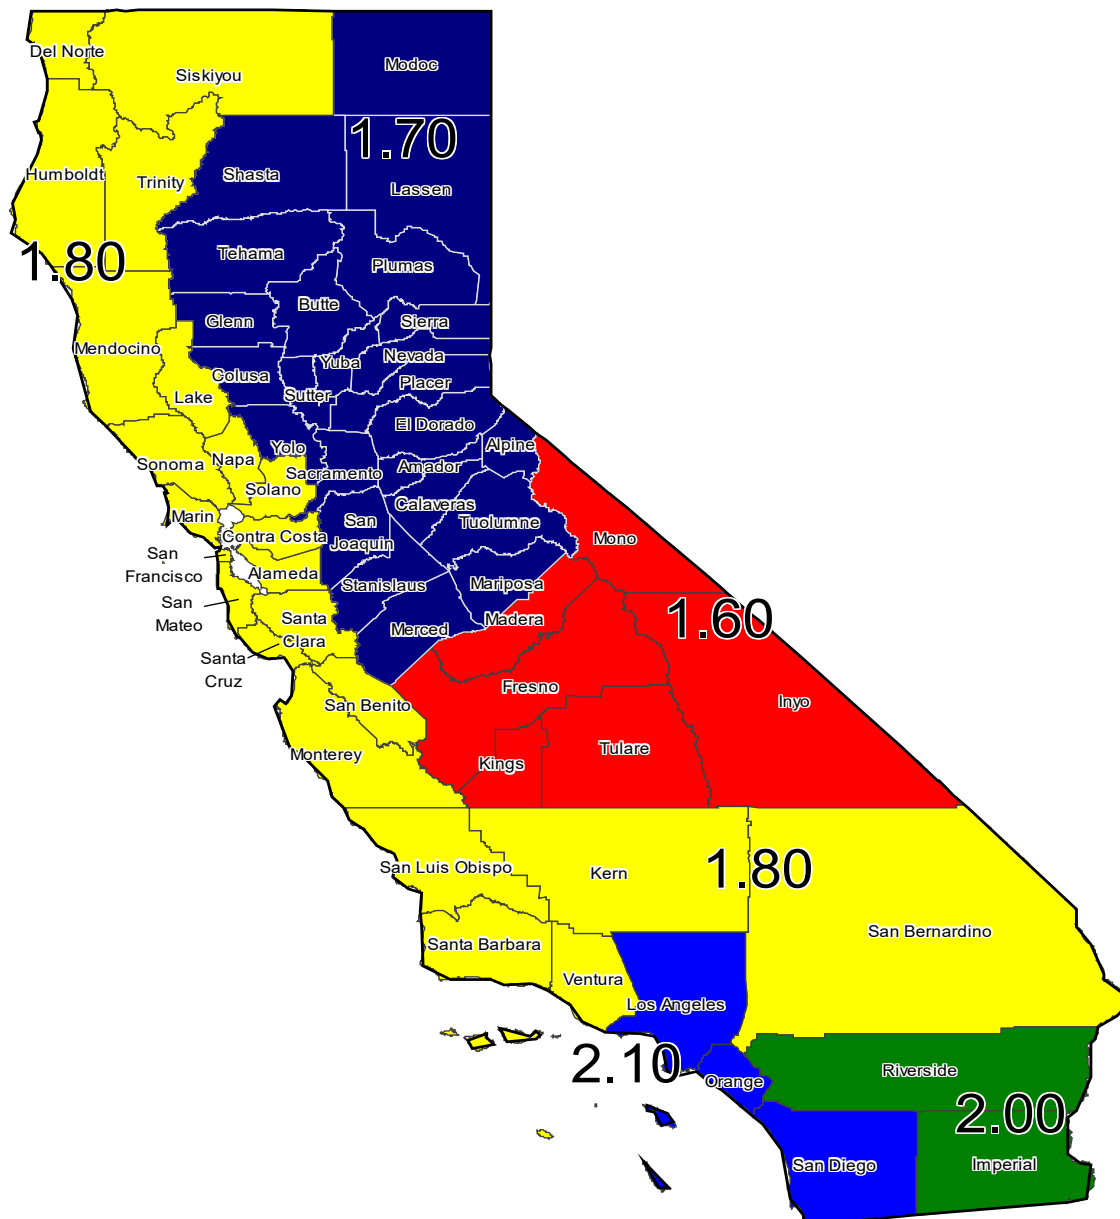 Del Norte
Siskiyou
Modoc
1.70
Shasta
Lassen
Humboldt
Trinity
1.80
Tehama
Plumas
Butte
Glenn
Sierra
Mendocino
Yuba
Nevada
Colusa
Placer
Lake
Sutter
El Dorado
Alpine
Yolo
Napa
Sonoma
Sacramento
Amador
Solano
Calaveras
Marin
San
Joaquin
Tuolumne
Contra Costa
Mono
San
Francisco
Alameda
Stanislaus
Mariposa
San
Mateo
Santa
Clara
Merced
Madera
1.60
Santa
Cruz
Fresno
Inyo
San Benito
Monterey
Kings
Tulare
San Luis Obispo
Kern
1.80
San Bernardino
Santa Barbara
Ventura
Los Angeles
2.10
Orange
Riverside
2.00
San Diego
Imperial